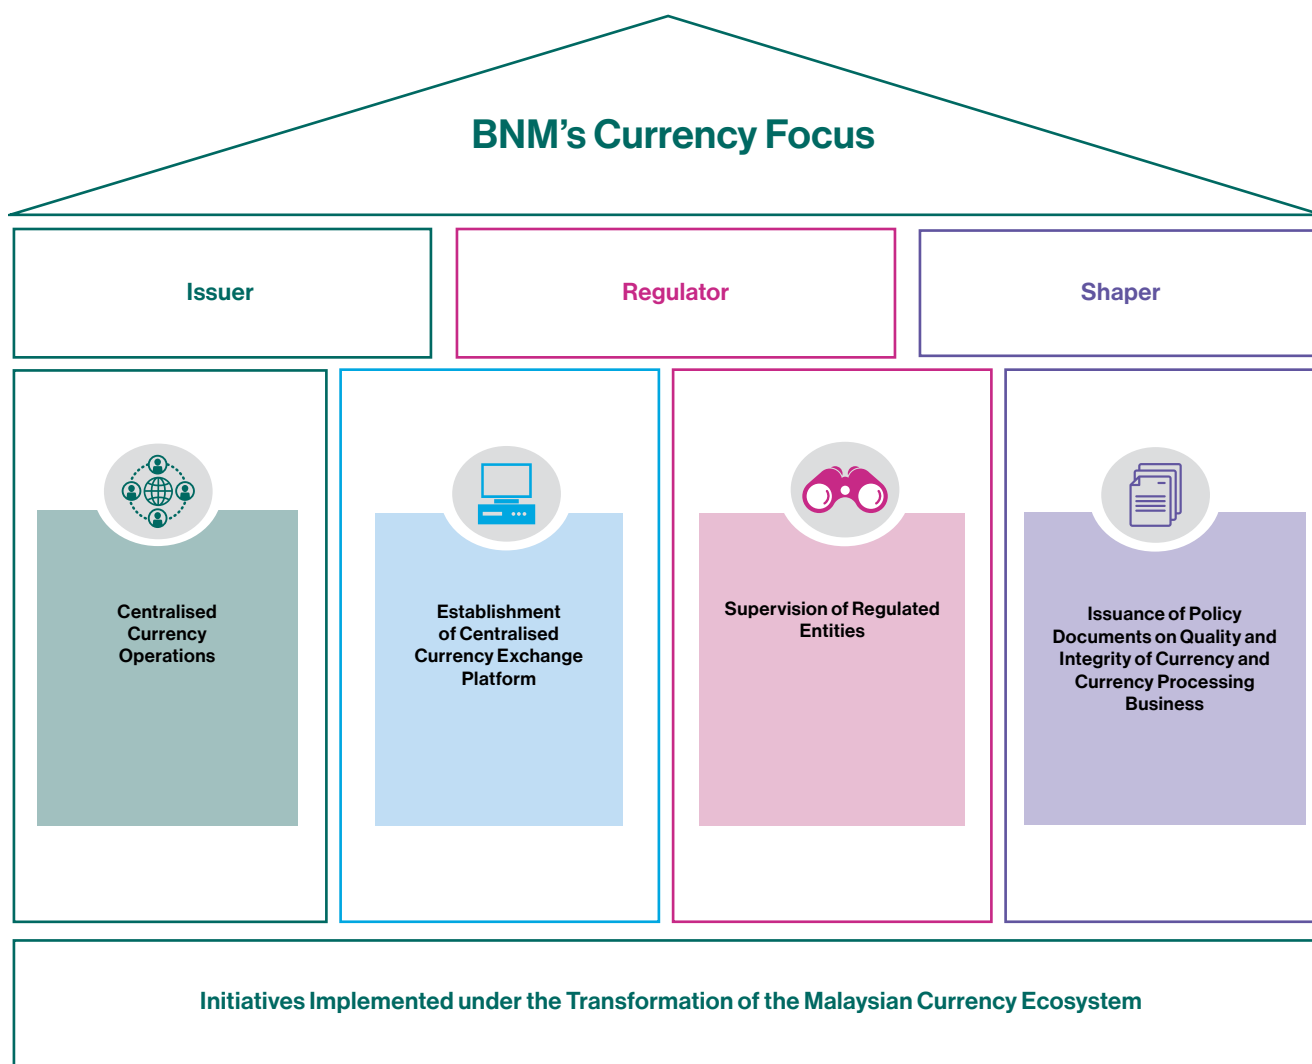 BNM’s Currency Focus
Issuer
Regulator
Shaper
Centralised
Currency
Operations
Establishment
of Centralised
Currency Exchange
Platform
Supervision of Regulated
Entities
Issuance of Policy
Documents on Quality and
Integrity of Currency and
Currency Processing
Business
Initiatives Implemented under the Transformation of the Malaysian Currency Ecosystem